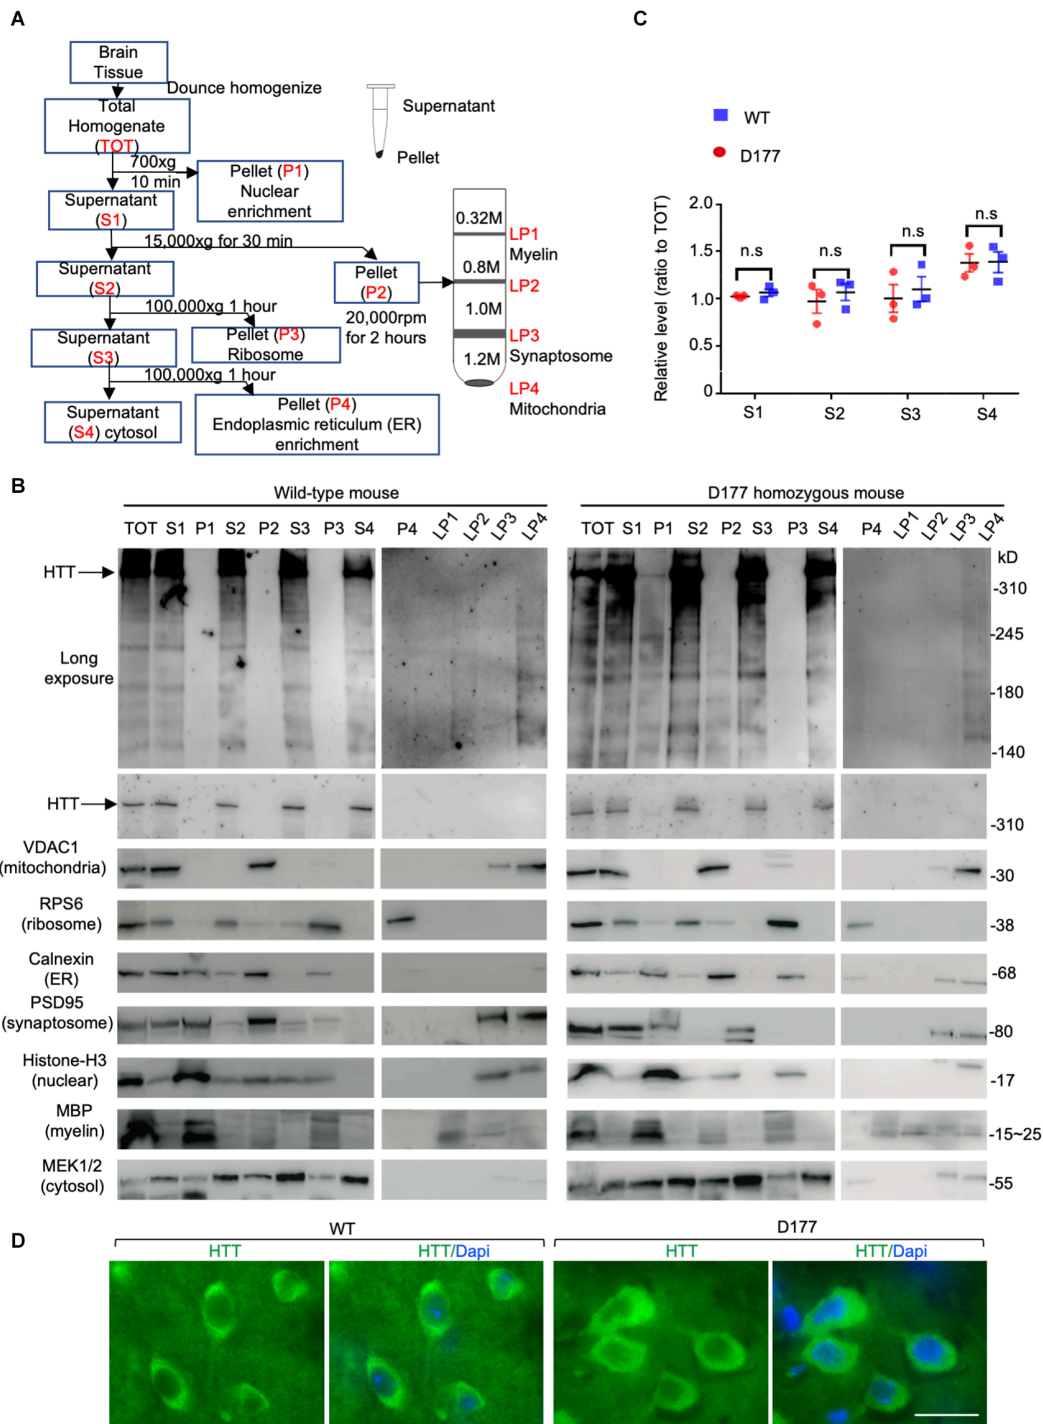 A
Brain
Tissue
Dounce homogenize
Total
Homogenate
(TOT)
700xg
10 min
Pellet (P1)
Nuclear
enrichment
Supernatant
(S1)
15,000xg for 30 min
Supernatant
(S2)
Pellet
(P2)
100,000xg 1 hour
20,000rpm
for 2 hours
Supernatant
(S3)
Pellet (P3)
Ribosome
100,000xg 1 hour
Supernatant
(S4) cytosol
Pellet (P4)
Endoplasmic reticulum (ER)
enrichment
Supernatant
Pellet
0.32M
LP1
Myelin
0.8M
LP2
1.0M
LP3
Synaptosome
1.2M
LP4
Mitochondria
C
WT
D177
Relative level (ratio to TOT)
2.0
1.5
1.0
0.5
0
n.s
n.s
n.s
n.s
S1
S2
S3
S4
B
Wild-type mouse
D177 homozygous mouse
TOT S1 P1 S2 P2 S3 P3 S4 P4 LP1 LP2 LP3 LP4
TOT S1 P1 S2 P2 S3 P3 S4 P4 LP1 LP2 LP3 LP4
kD
HTT
-310
-245
Long
exposure
-180
-140
HTT
-310
VDAC1
(mitochondria)
-30
RPS6
(ribosome)
-38
Calnexin
(ER)
-68
PSD95
(synaptosome)
-80
Histone-H3
(nuclear)
-17
MBP
(myelin)
-15~25
MEK1/2
(cytosol)
-55
D
WT
D177
HTT
HTT/Dapi
HTT
HTT/Dapi